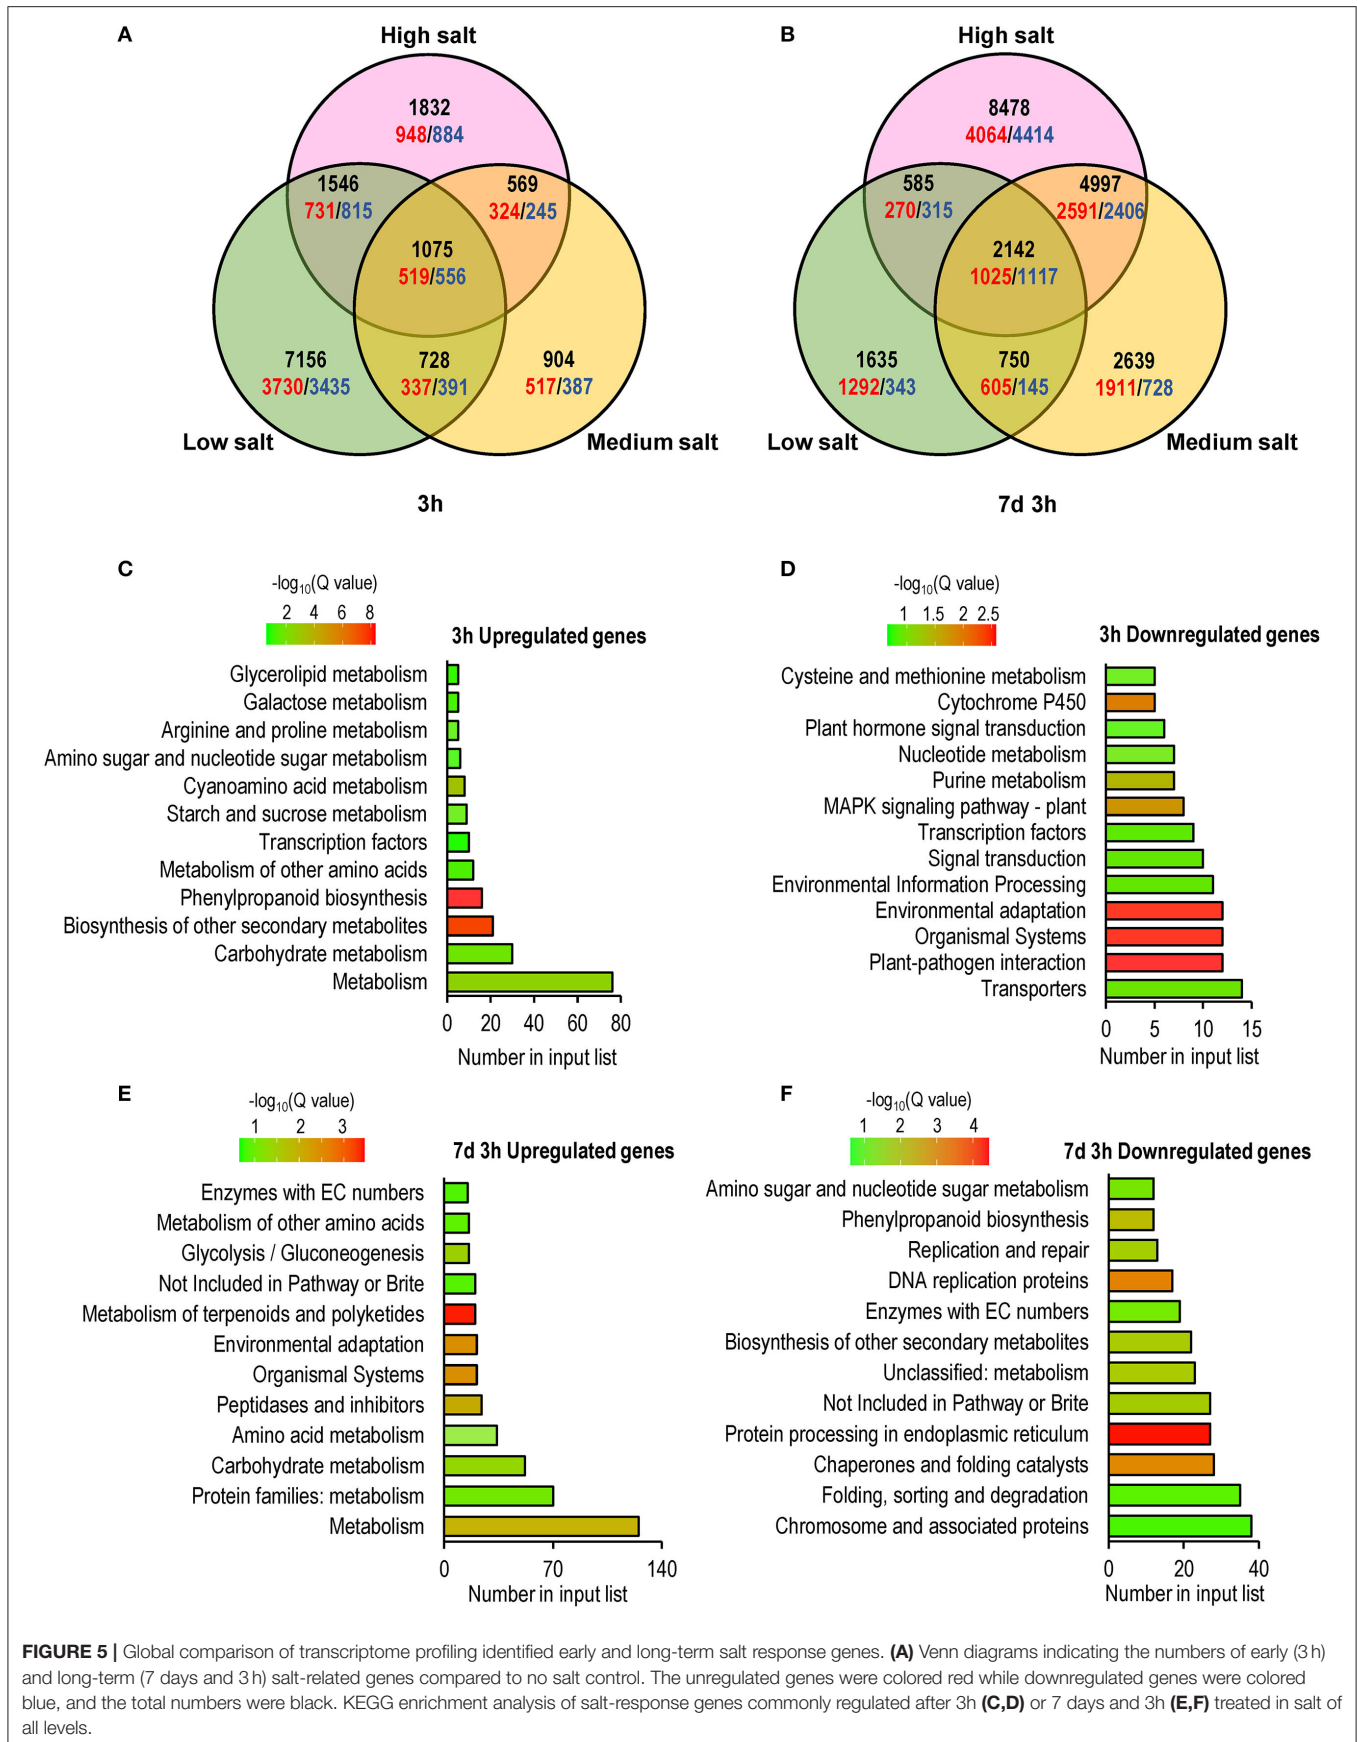 A
High salt
1832
948/884
1546
731/815
569
324/245
1075
519/556
7156
3730/3435
728
337/391
904
517/387
Low salt
Medium salt
3h
B
High salt
8478
4064/4414
585
270/315
4997
2591/2406
2142
1025/1117
1635
1292/343
750
605/145
2639
1911/728
Low salt
Medium salt
7d 3h
C
-log10(Q value)
2 4 6 8
3h Upregulated genes
Glycerolipid metabolism
Galactose metabolism
Arginine and proline metabolism
Amino sugar and nucleotide sugar metabolism
Cyanoamino acid metabolism
Starch and sucrose metabolism
Transcription factors
Metabolism of other amino acids
Phenylpropanoid biosynthesis
Biosynthesis of other secondary metabolites
Carbohydrate metabolism
Metabolism
0 20 40 60 80
Number in input list
D
-log10(Q value)
1 1.5 2 2.5
3h Downregulated genes
Cysteine and methionine metabolism
Cytochrome P450
Plant hormone signal transduction
Nucleotide metabolism
Purine metabolism
MAPK signaling pathway - plant
Transcription factors
Signal transduction
Environmental Information Processing
Environmental adaptation
Organismal Systems
Plant-pathogen interaction
Transporters
0 5 10 15
Number in input list
E
-log10(Q value)
1 2 3
7d 3h Upregulated genes
Enzymes with EC numbers
Metabolism of other amino acids
Glycolysis / Gluconeogenesis
Not Included in Pathway or Brite
Metabolism of terpenoids and polyketides
Environmental adaptation
Organismal Systems
Peptidases and inhibitors
Amino acid metabolism
Carbohydrate metabolism
Protein families: metabolism
Metabolism
0 70 140
Number in input list
F
-log10(Q value)
1 2 3 4
7d 3h Downregulated genes
Amino sugar and nucleotide sugar metabolism
Phenylpropanoid biosynthesis
Replication and repair
DNA replication proteins
Enzymes with EC numbers
Biosynthesis of other secondary metabolites
Unclassified: metabolism
Not Included in Pathway or Brite
Protein processing in endoplasmic reticulum
Chaperones and folding catalysts
Folding, sorting and degradation
Chromosome and associated proteins
0 20 40
Number in input list
FIGURE 5 | Global comparison of transcriptome profiling identified early and long-term salt response genes. (A) Venn diagrams indicating the numbers of early (3 h)
and long-term (7 days and 3 h) salt-related genes compared to no salt control. The unregulated genes were colored red while downregulated genes were colored
blue, and the total numbers were black. KEGG enrichment analysis of salt-response genes commonly regulated after 3h (C,D) or 7 days and 3h (E,F) treated in salt of
all levels.